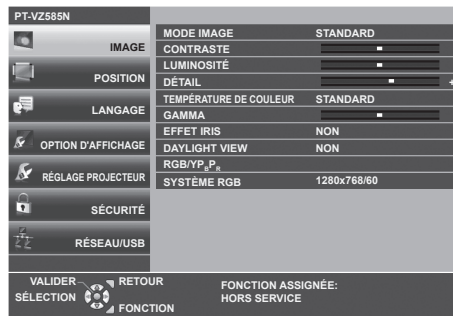 PT-VZ585N
IMAGE
POSITION
LANGAGE
OPTION D'AFFICHAGE
RÉGLAGE PROJECTEUR
SÉCURITÉ
RÉSEAU/USB
MODE IMAGE STANDARD
CONTRASTE
LUMINOSITÉ
DÉTAIL +
TEMPÉRATURE DE COULEUR STANDARD
GAMMA
EFFET IRIS NON
DAYLIGHT VIEW NON
RGB/YPBPR
SYSTÈME RGB 1280x768/60
VALIDER RETOUR
SÉLECTION FONCTION
FONCTION ASSIGNÉE:
HORS SERVICE